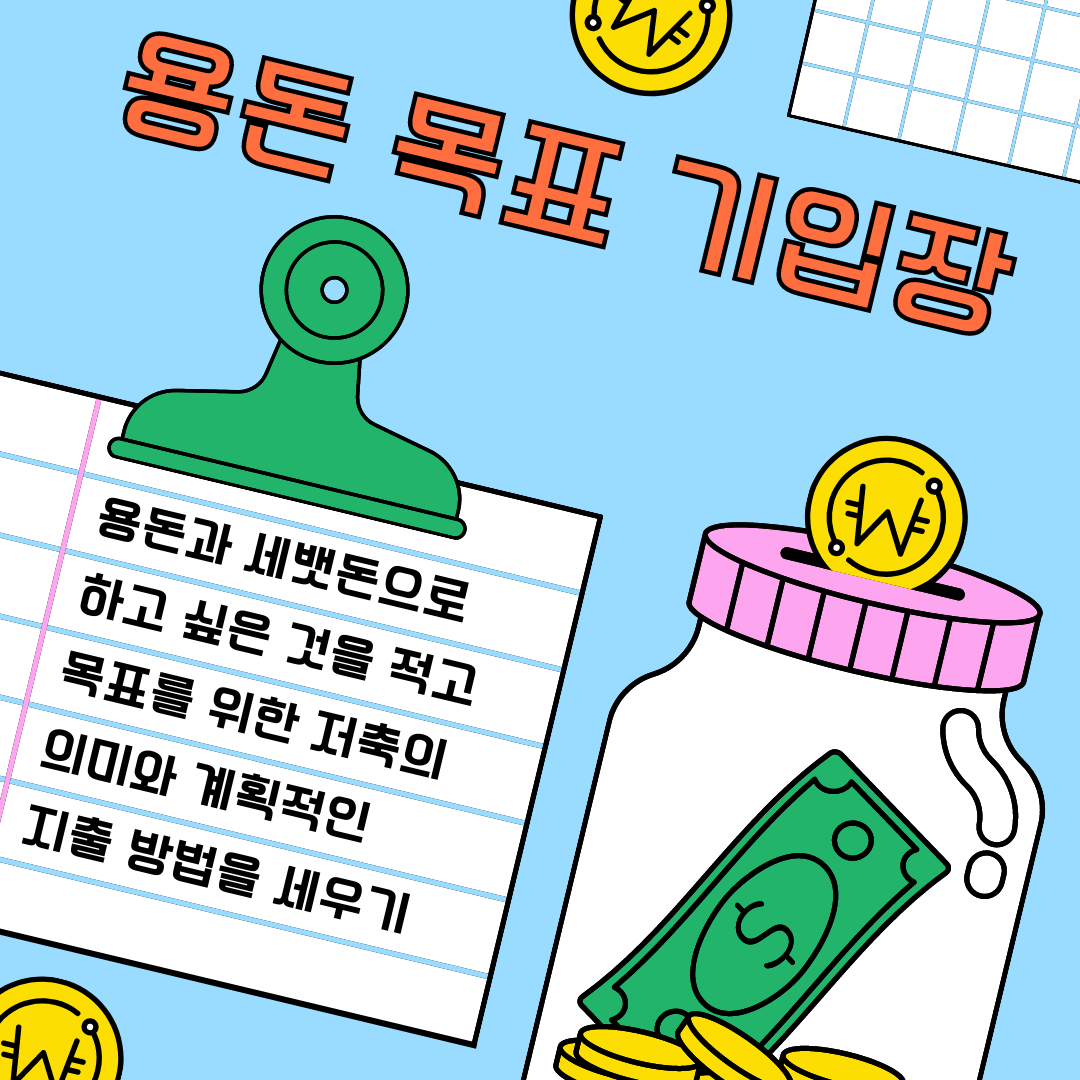 용돈 목표 기입장
용돈과 세뱃돈으로
하고 싶은 것을 적고
목표를 위한 저축의
의미와 계획적인
지출 방법을 세우기
$